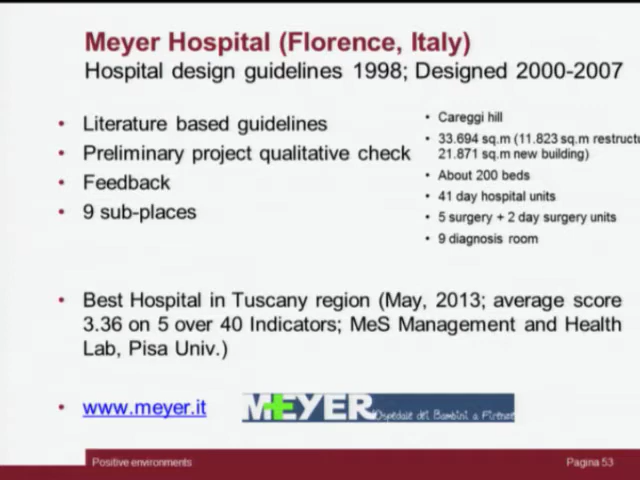 Meyer Hospital (Florence, Italy)
Hospital design guidelines 1998; Designed 2000-2007
• Literature based guidelines
• Preliminary project qualitative check
• Feedback
• 9 sub-places
• Careggi hill
• 33.694 sq.m (11.823 sq.m restructu
21.871 sq.m new building)
• About 200 beds
• 41 day hospital units
• 5 surgery + 2 day surgery units
• 9 diagnosis room
• Best Hospital in Tuscany region (May, 2013; average score
3.36 on 5 over 40 Indicators; MeS Management and Health
Lab, Pisa Univ.)
• www.meyer.it
MEYER Ospedale dei Bambini a Firenze
Positive environments
Pagina 53